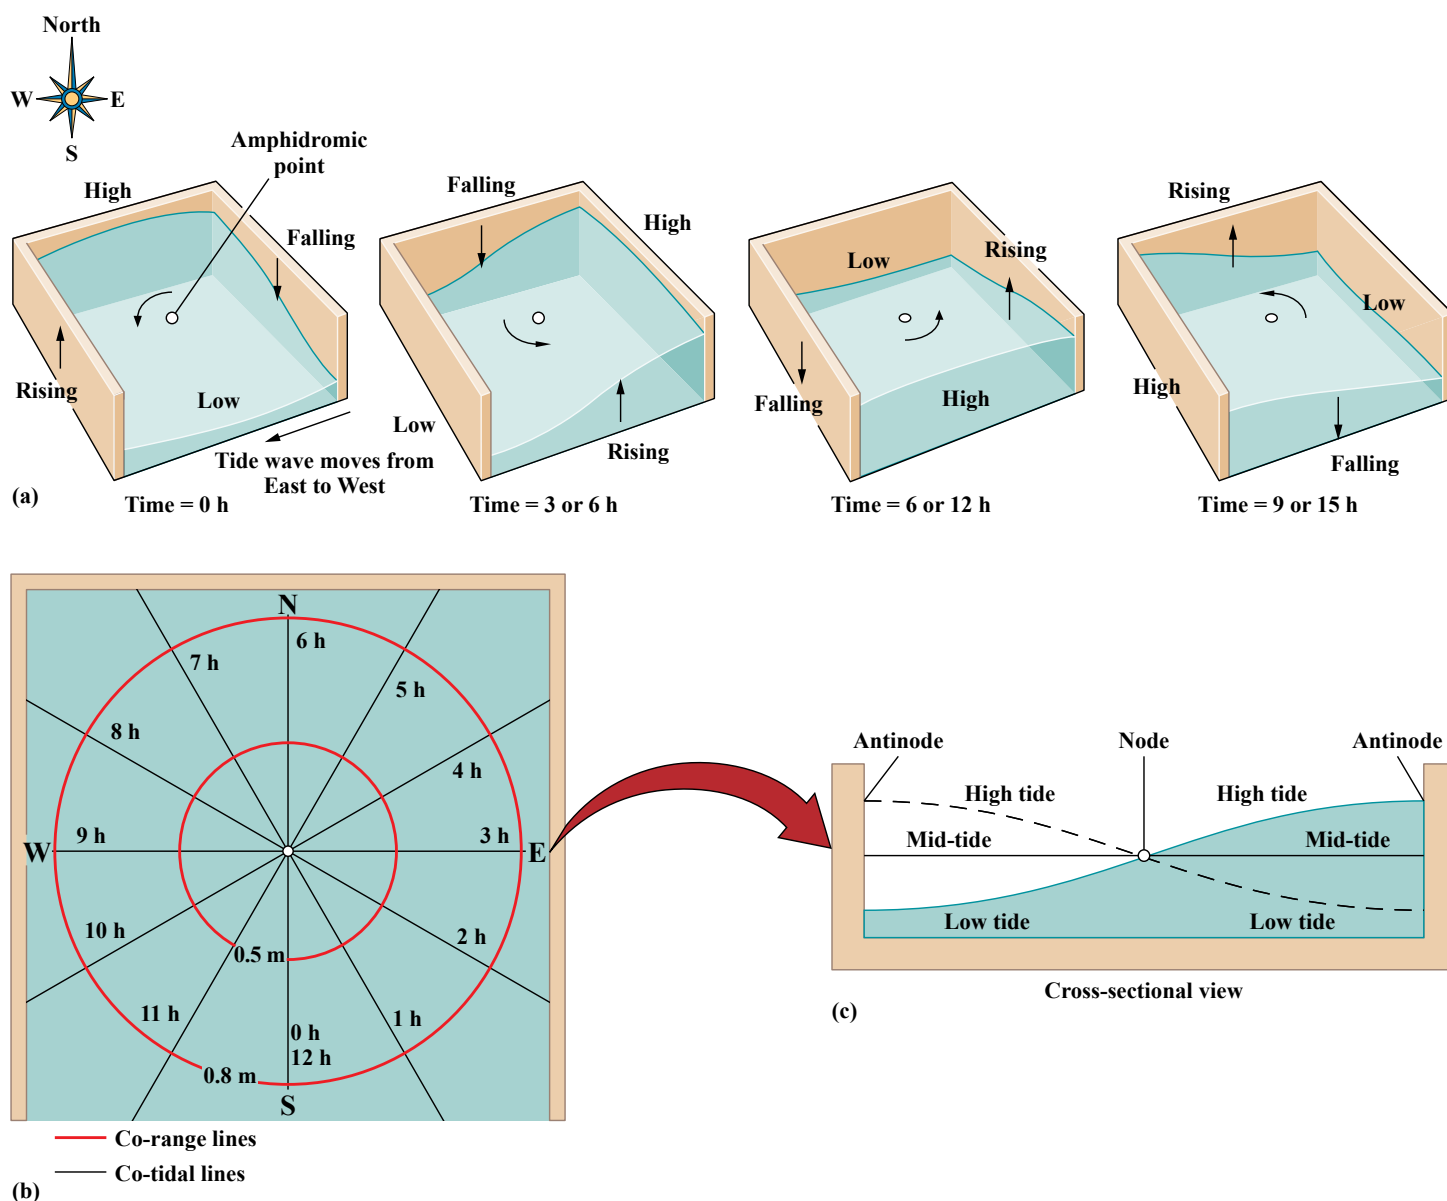 North
W
E
S
Amphidromic
point
High
Falling
Rising
Low
Tide wave moves from
East to West
(a)
Time = 0 h
Falling
High
Low
Rising
Time = 3 or 6 h
Low
Rising
Falling
High
Time = 6 or 12 h
Rising
Low
High
Falling
Time = 9 or 15 h
N
6 h
7 h
5 h
8 h
4 h
W
9 h
3 h
E
10 h
2 h
0.5 m
11 h
1 h
0 h
12 h
0.8 m
S
Co-range lines
Co-tidal lines
(b)
Antinode
Node
Antinode
High tide
High tide
Mid-tide
Mid-tide
Low tide
Low tide
Cross-sectional view
(c)